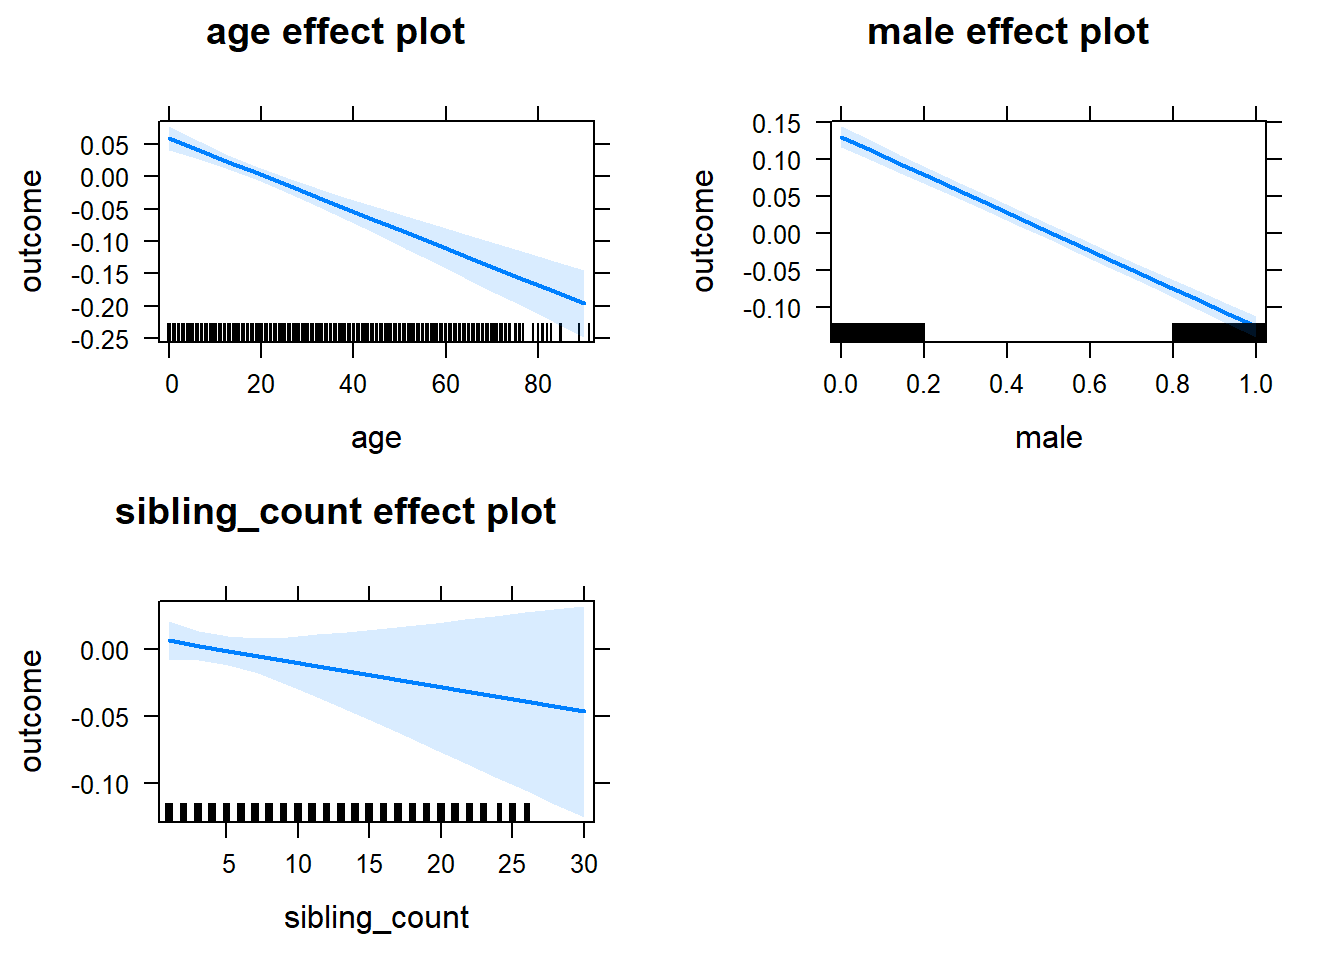 age effect plot
outcome
0.05
0.00
-0.05
-0.10
-0.15
-0.20
-0.25
0 20 40 60 80
age
male effect plot
outcome
0.15
0.10
0.05
0.00
-0.05
-0.10
0.0 0.2 0.4 0.6 0.8 1.0
male
sibling_count effect plot
outcome
0.00
-0.05
-0.10
5 10 15 20 25 30
sibling_count